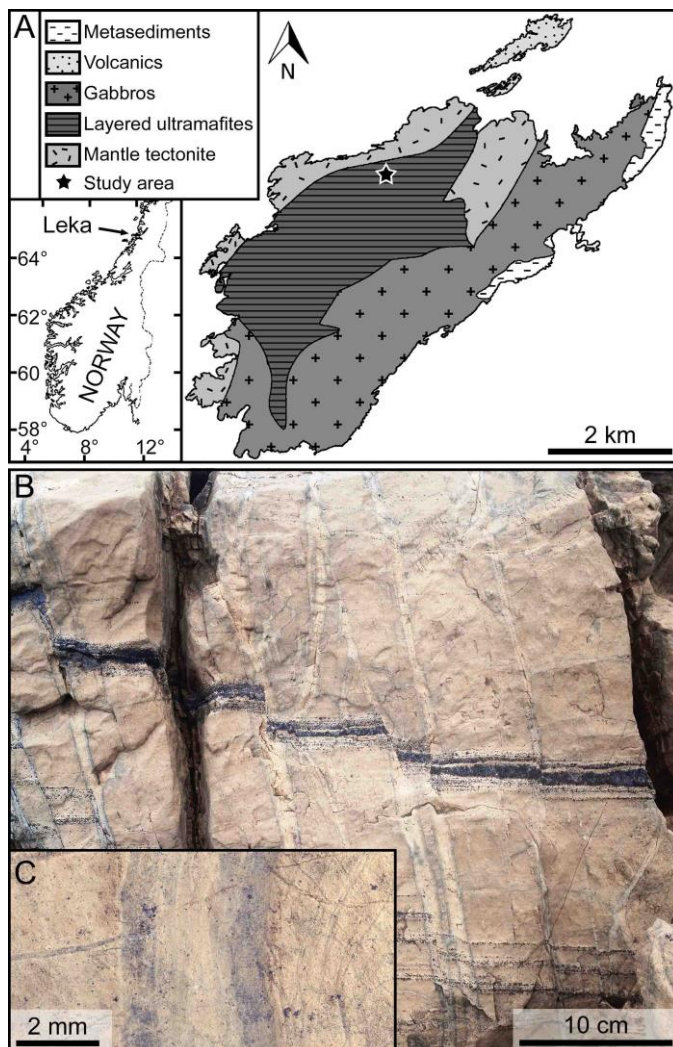 A
Metasediments
Volcanics
Gabbros
Layered ultramafites
Mantle tectonite
Study area
N
Leka
64°
62°
60°
58°
NORWAY
4° 8° 12°
2 km
B
C
2 mm
10 cm